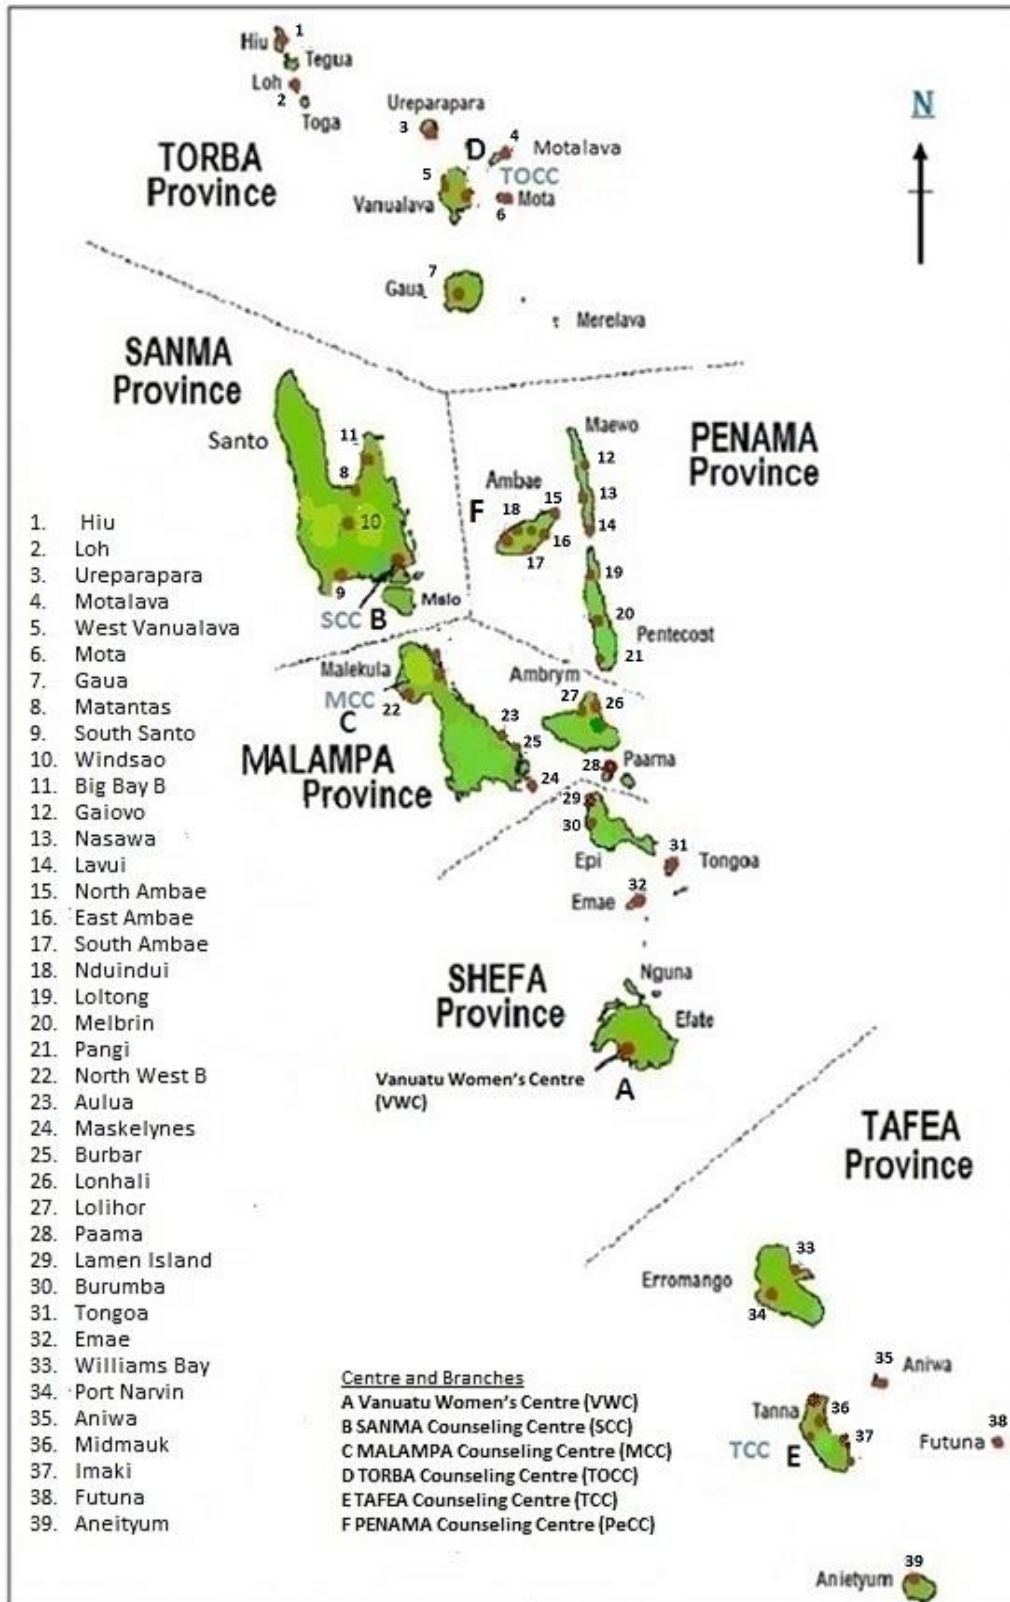 1
Hiu
Tegua
Loh
2
Toga
Ureparapara
3
D
4
Motalava
TORBA
Province
TOCC
5
Vanualava
Mota
6
N
7
Gaua
Merelava
SANMA
Province
Santo
11
8
10
9
SCC B
Malo
Maewo
PENAMA
Province
12
Ambae
15
13
F
18
14
16
17
19
20
Pentecost
21
Malekula
MCC
22
C
MALAMPA
Province
Ambrym
27
26
23
25
24
28
Paama
29
30
31
Epi
Tongoa
32
Emae
SHEFA
Province
Nguna
Efate
Vanuatu Women's Centre
(VWC)
A
TAFEA
Province
33
Erromango
34
35
Aniwa
Tanna
36
37
TCC E
38
Futuna
39
Anietyum
1. Hiu
2. Loh
3. Ureparapara
4. Motalava
5. West Vanualava
6. Mota
7. Gaua
8. Matantas
9. South Santo
10. Windsao
11. Big Bay B
12. Gaiovo
13. Nasawa
14. Lavui
15. North Ambae
16. East Ambae
17. South Ambae
18. Nduindui
19. Loltong
20. Melbrin
21. Pangi
22. North West B
23. Aulua
24. Maskelynes
25. Burbar
26. Lonhali
27. Lolihor
28. Paama
29. Lamen Island
30. Burumba
31. Tongoa
32. Emae
33. Williams Bay
34. Port Narvin
35. Aniwa
36. Midmauk
37. Imaki
38. Futuna
39. Aneityum
Centre and Branches
A Vanuatu Women's Centre (VWC)
B SANMA Counseling Centre (SCC)
C MALAMPA Counseling Centre (MCC)
D TORBA Counseling Centre (TOCC)
E TAFEA Counseling Centre (TCC)
F PENAMA Counseling Centre (PeCC)